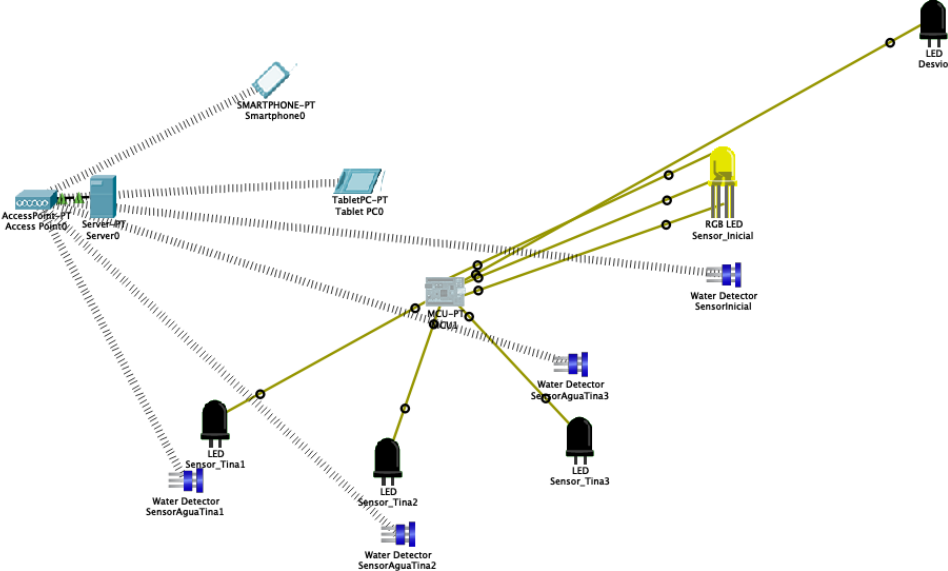 LED
Desvio
SMARTPHONE-PT
Smartphone0
TabletPC-PT
Tablet PC0
AccessPoint-PT
Access Point0
Server-PT
Server0
RGB LED
Sensor_Inicial
Water Detector
SensorInicial
MCU-PT
MCU1
Water Detector
SensorAguaTina3
LED
Sensor_Tina1
LED
Sensor_Tina3
LED
Sensor_Tina2
Water Detector
SensorAguaTina1
Water Detector
SensorAguaTina2